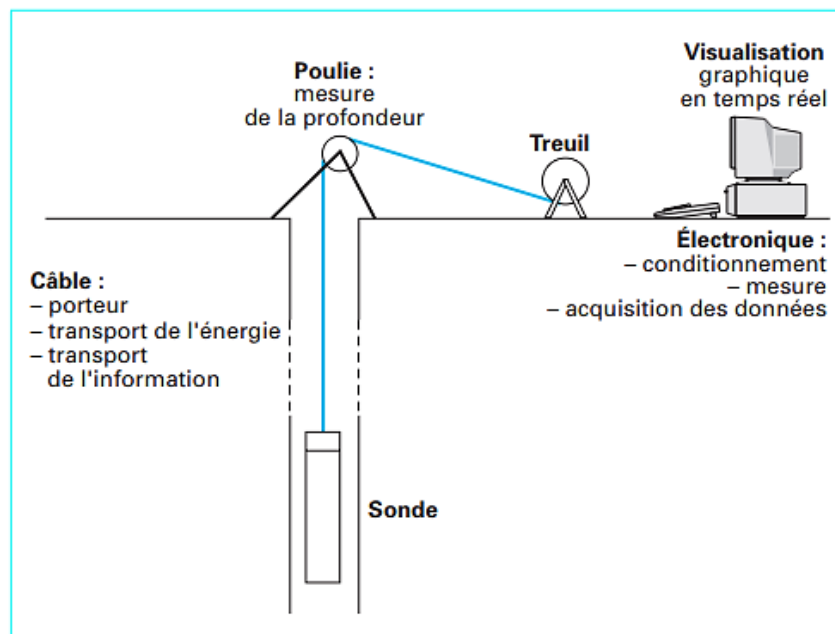 Poulie :
mesure
de la profondeur
Treuil
Visualisation
graphique
en temps réel
Câble :
– porteur
– transport de l'énergie
– transport
de l'information
Électronique :
– conditionnement
– mesure
– acquisition des données
Sonde